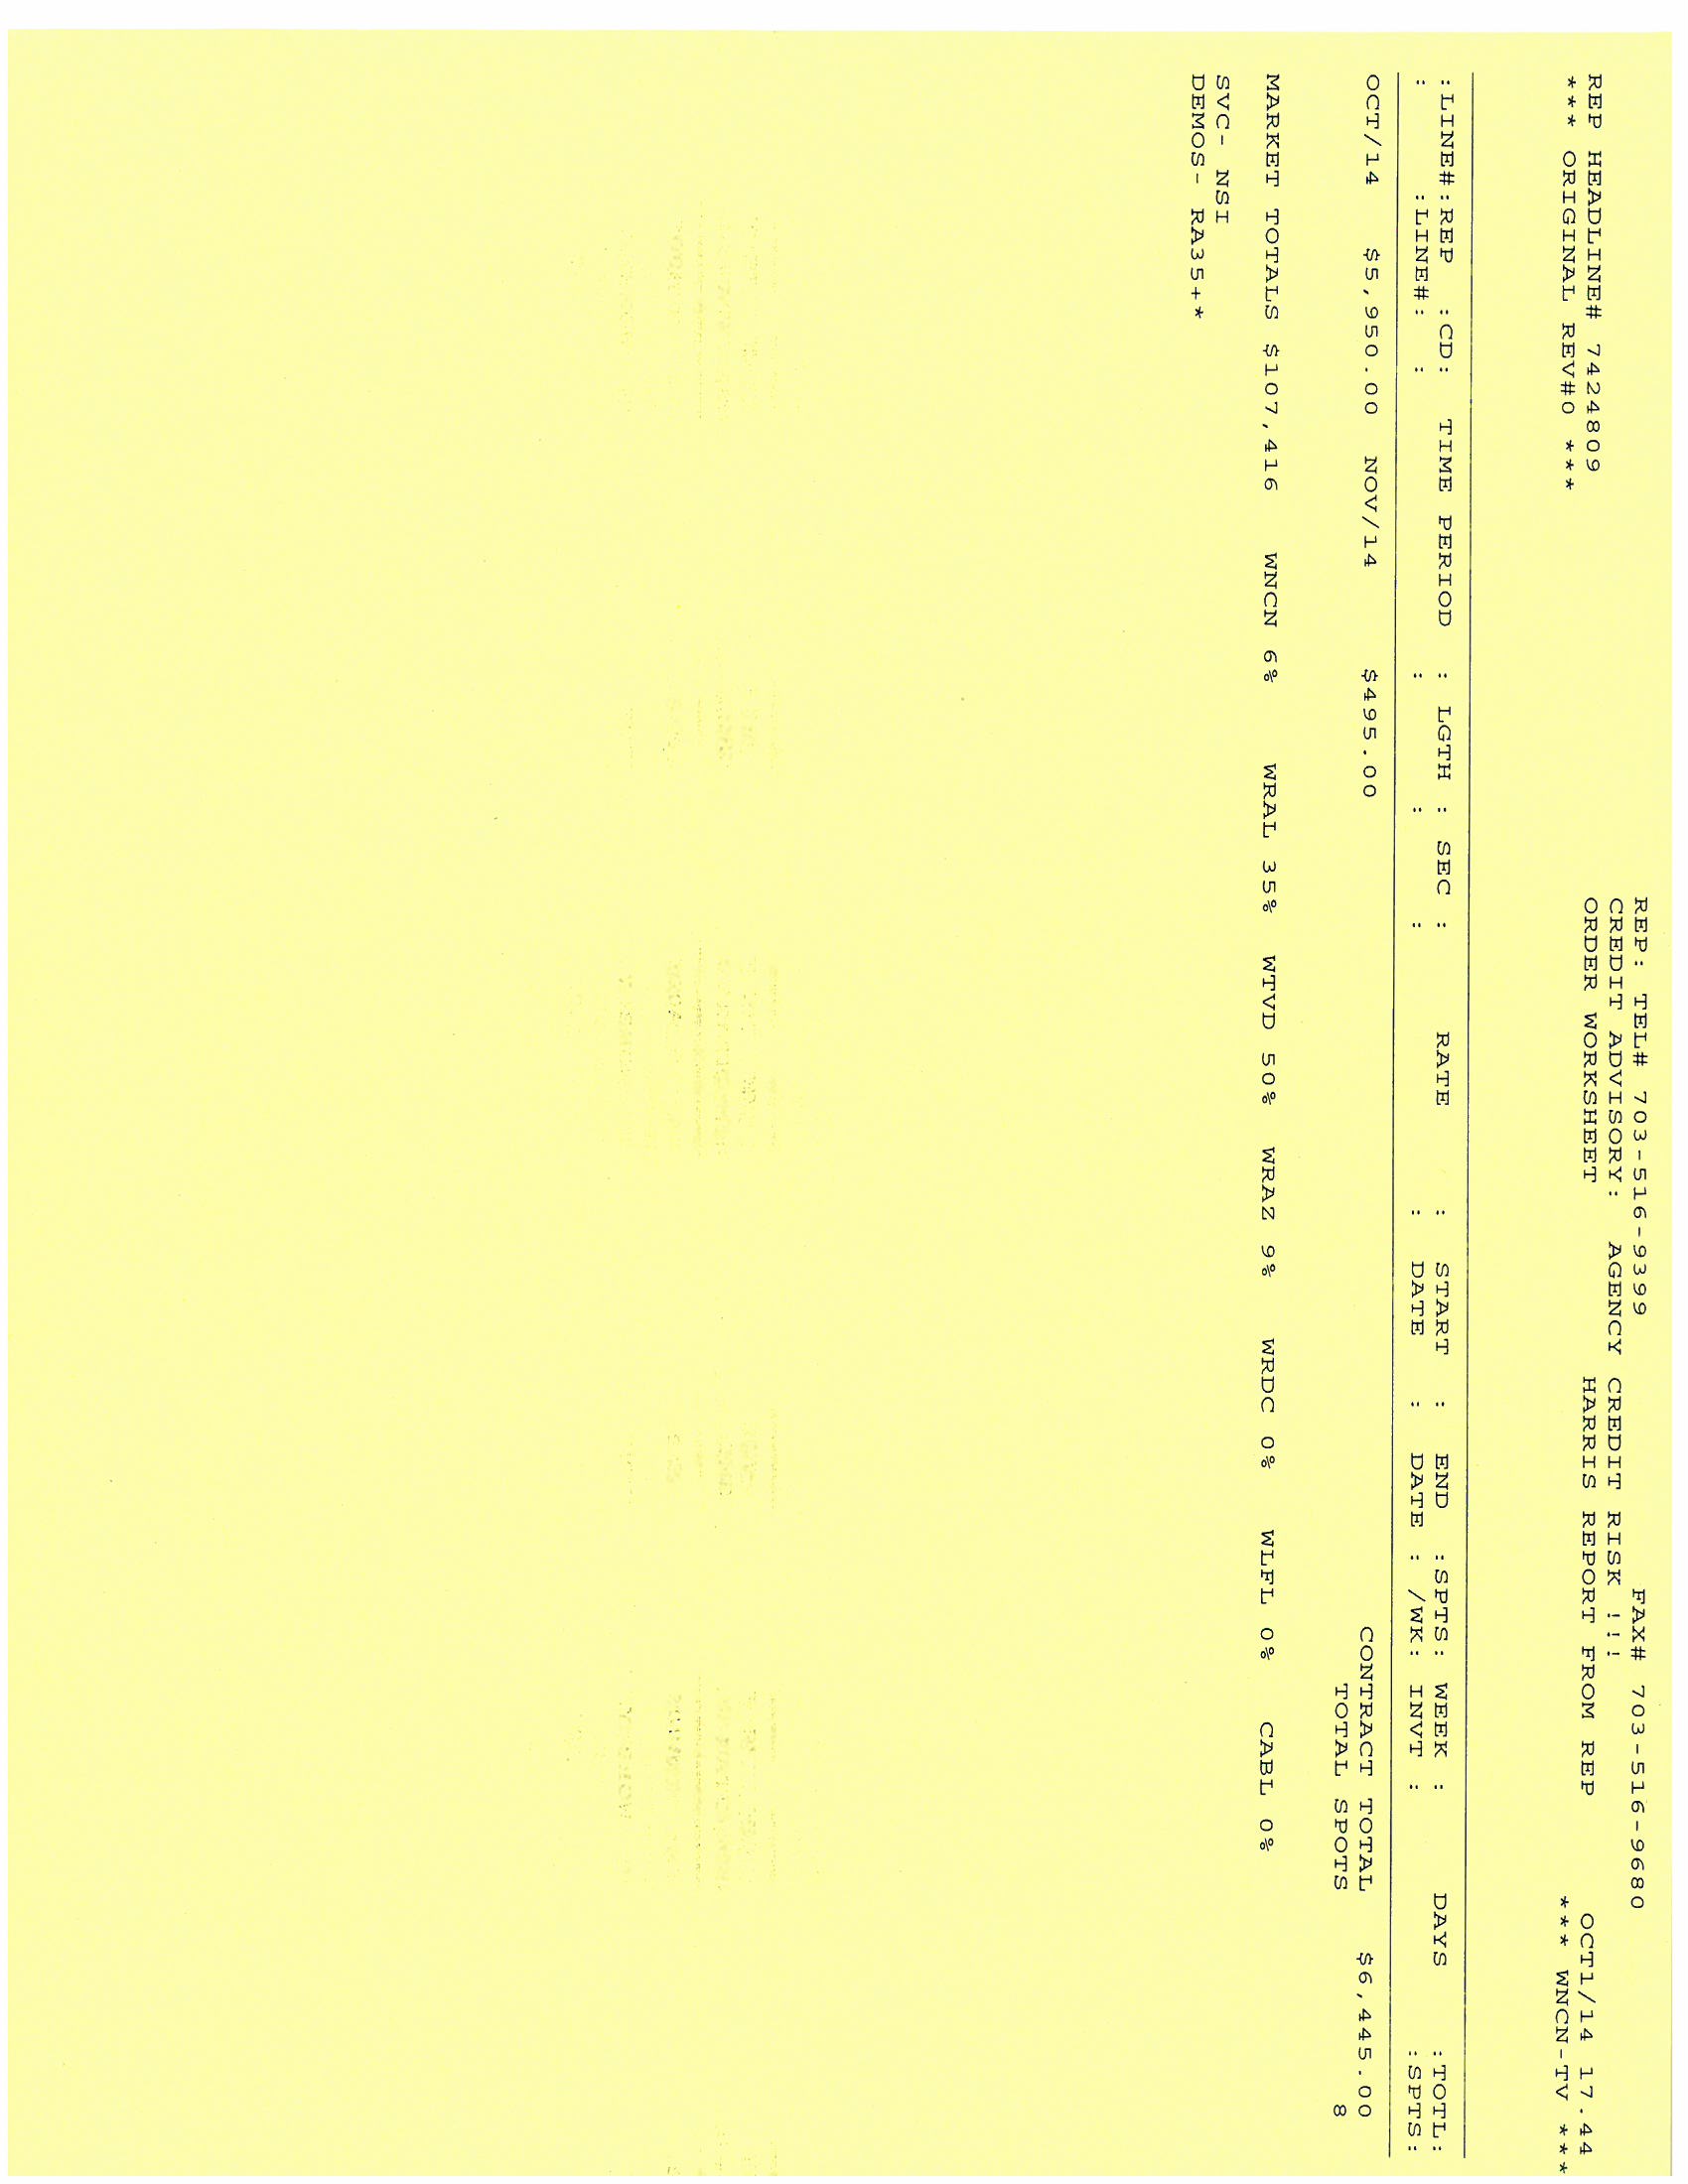 REP: TEL# 703-516-9399 FAX# 703-516-9680
CREDIT ADVISORY: AGENCY CREDIT RISK !!!
REP HEADLINE# 7424809 ORDER WORKSHEET HARRIS REPORT FROM REP OCT1/14 17.44
*** ORIGINAL REV#0 *** *** WNCN-TV ***
:LINE#:REP :CD: TIME PERIOD : LGTH : SEC : RATE : START : END :SPTS: WEEK : DAYS :TOTL:
: :LINE#: : : : : : DATE : DATE : /WK: INVT : :SPTS:
OCT/14 $5,950.00 NOV/14 $495.00 CONTRACT TOTAL $6,445.00
TOTAL SPOTS 8
MARKET TOTALS $107,416 WNCN 6% WRAL 35% WTVD 50% WRAZ 9% WRDC 0% WLFL 0% CABL 0%
SVC- NSI
DEMOS- RA35+*